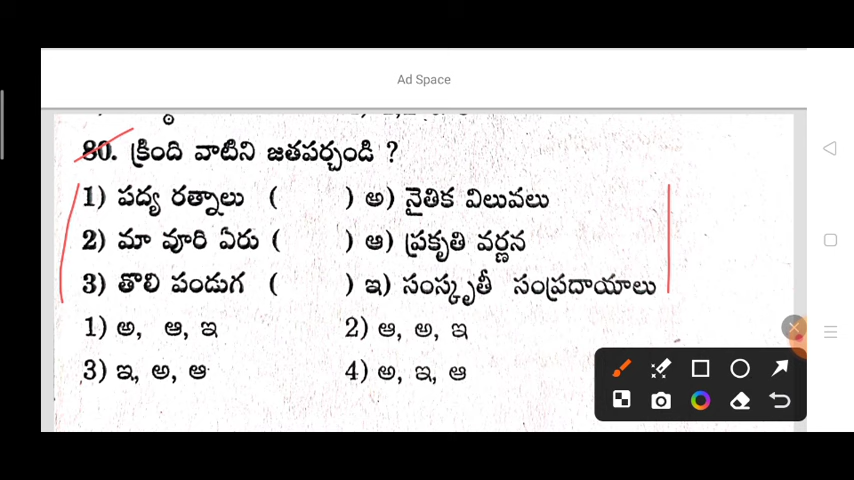 Ad Space
80. క్రింది వాటిని జతపర్చండి ?
1) పద్య రత్నాలు ( ) అ) నైతిక విలువలు
2) మా వూరి ఏరు ( ) ఆ) ప్రకృతి వర్ణన
3) తొలి పండుగ ( ) ఇ) సంస్కృతీ సంప్రదాయాలు
1) అ, ఆ, ఇ 2) ఆ, అ, ఇ
3) ఇ, అ, ఆ 4) అ, ఇ, ఆ